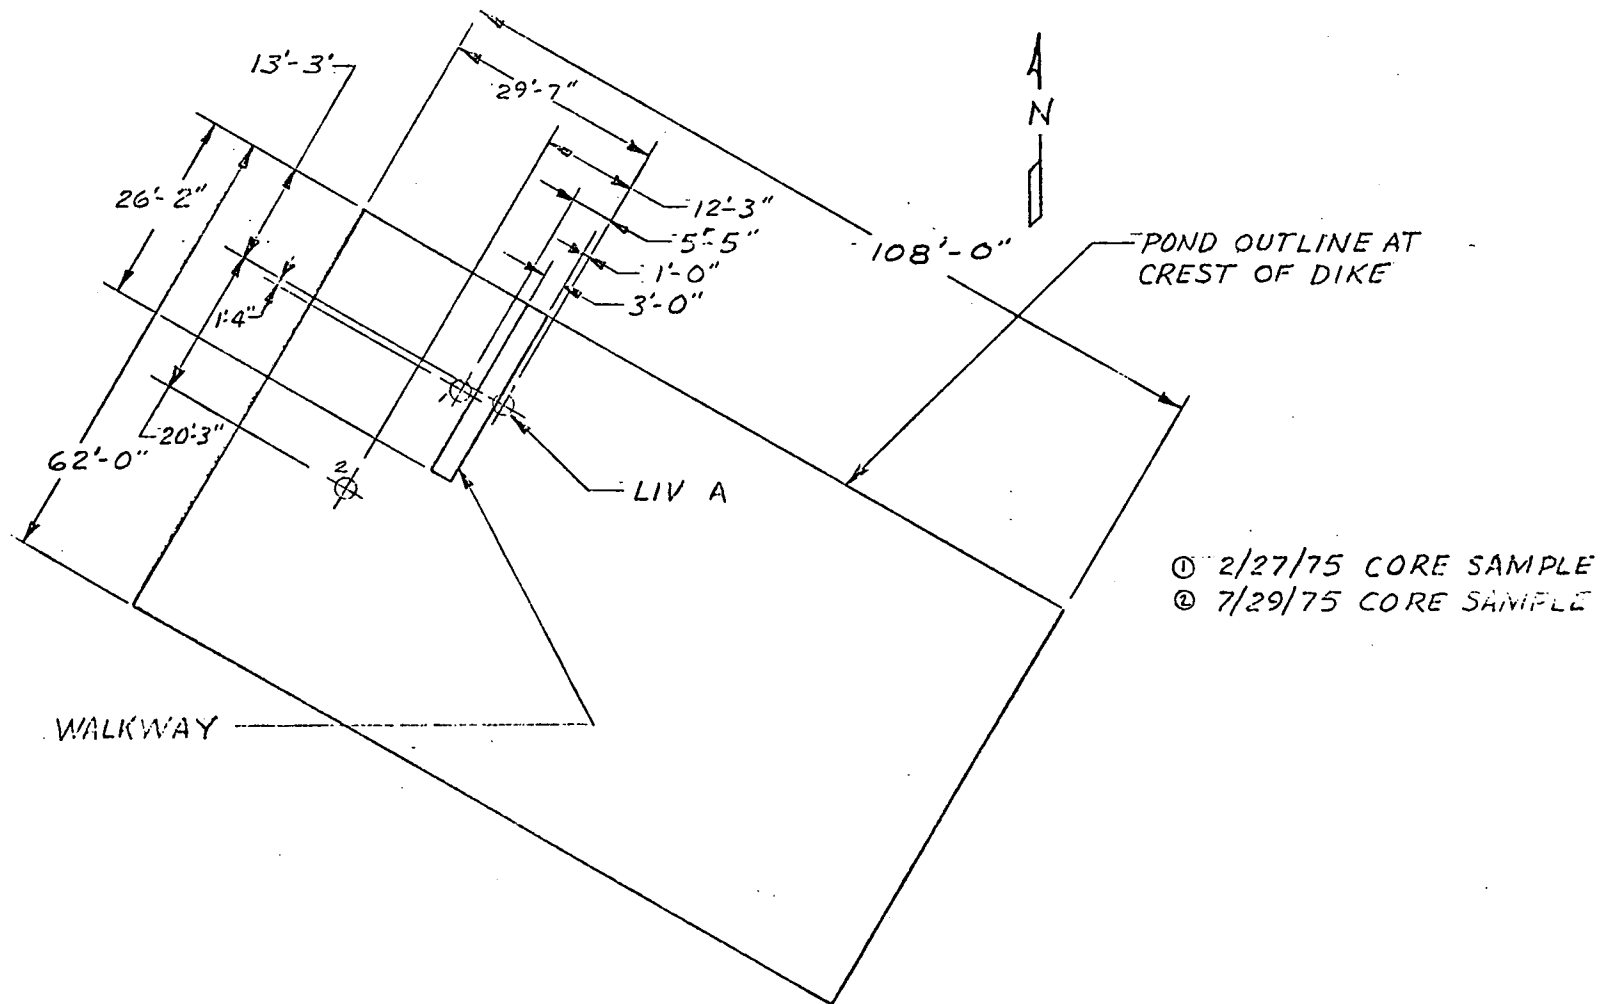 13'-3"
29'-7"
N
26'-2"
12'-3"
5'-5"
108'-0"
POND OUTLINE AT
CREST OF DIKE
1'-0"
3'-0"
1'4"
20'3"
62'-0"
2
LIV A
① 2/27/75 CORE SAMPLE
② 7/29/75 CORE SAMPLE
WALKWAY